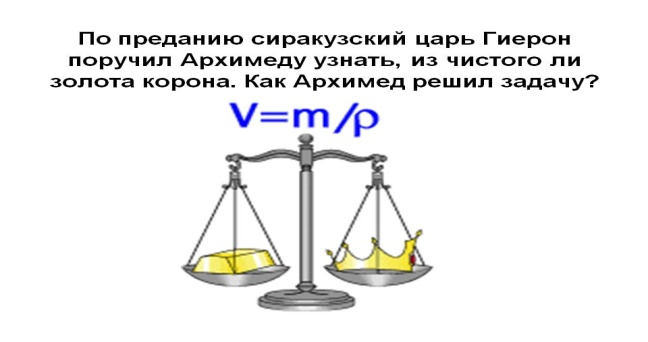 По преданию сиракузский царь Гиерон
поручил Архимеду узнать, из чистого ли
золота корона. Как Архимед решил задачу?
V=m/ρ